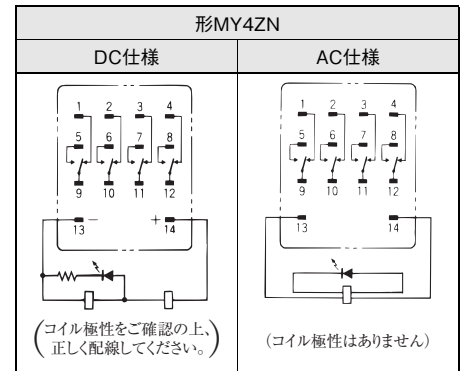 形MY4ZN
DC仕様
AC仕様
1 2 3 4
5 6 7 8
9 10 11 12
13 − + 14
(コイル極性をご確認の上、
正しく配線してください。)
1 2 3 4
5 6 7 8
9 10 11 12
13 14
(コイル極性はありません)